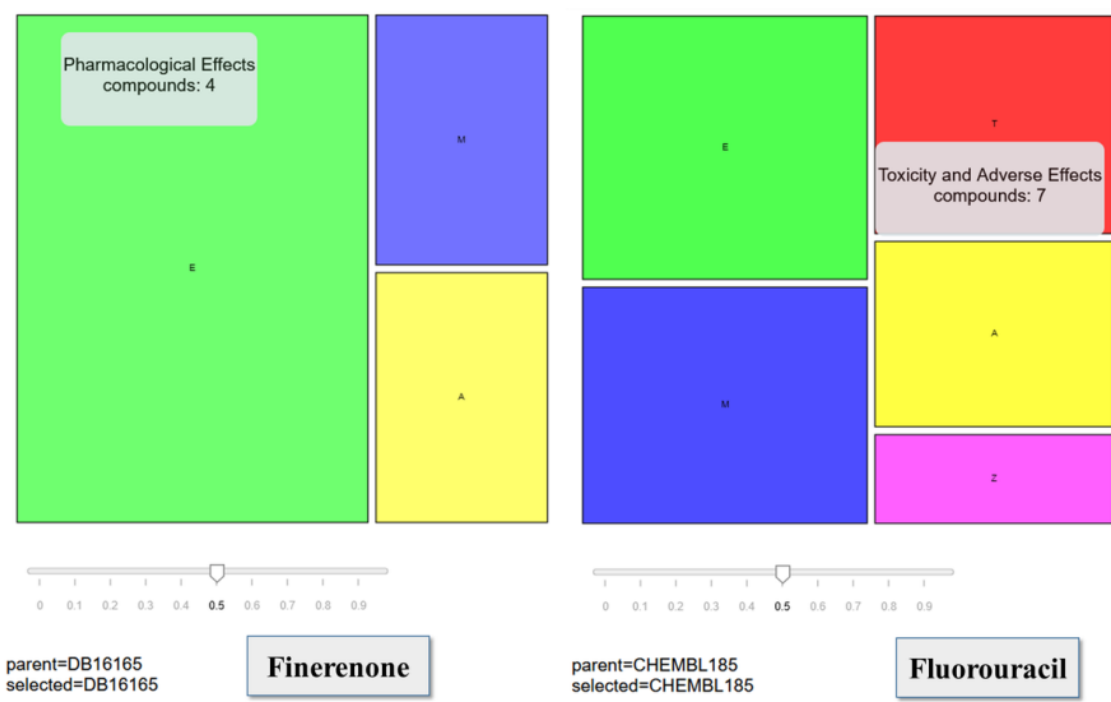 Pharmacological Effects
compounds: 4
M
E
A
0 0.1 0.2 0.3 0.4 0.5 0.6 0.7 0.8 0.9
parent=DB16165
selected=DB16165
Finerenone
E
T
Toxicity and Adverse Effects
compounds: 7
A
M
Z
0 0.1 0.2 0.3 0.4 0.5 0.6 0.7 0.8 0.9
parent=CHEMBL185
selected=CHEMBL185
Fluorouracil